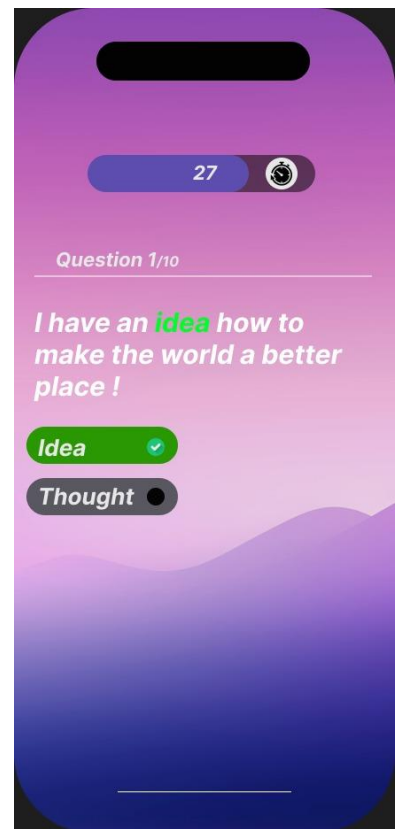 27
Question 1/10
I have an idea how to
make the world a better
place !
Idea
Thought